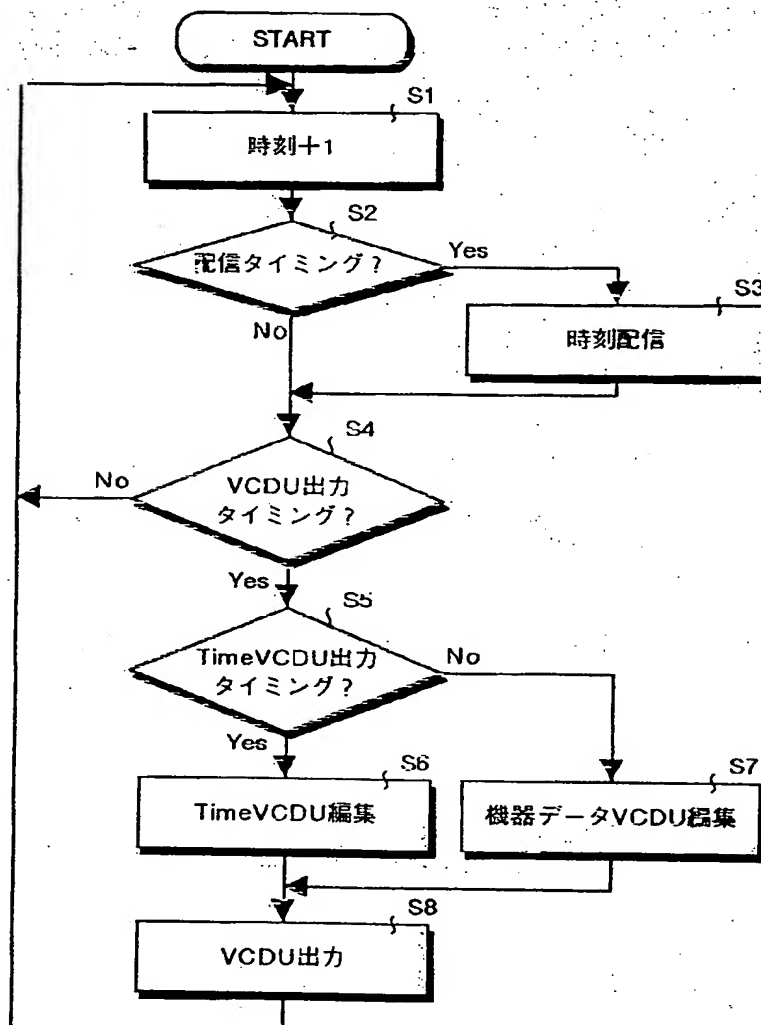 START
S1
時刻+1
S2
配信タイミング?
Yes
No
S3
時刻配信
S4
VCDU出力
タイミング?
No
Yes
S5
TimeVCDU出力
タイミング?
No
Yes
S6
TimeVCDU編集
S7
機器データVCDU編集
S8
VCDU出力